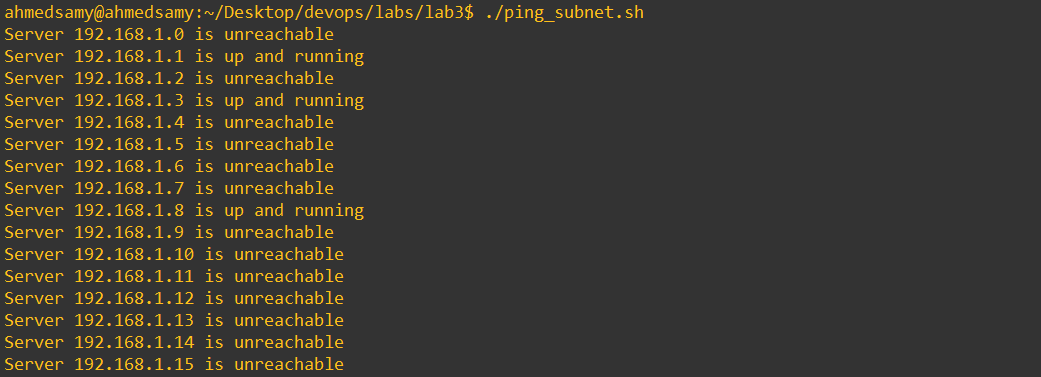 ahmedsamy@ahmedsamy:~/Desktop/devops/labs/lab3$ ./ping_subnet.sh
Server 192.168.1.0 is unreachable
Server 192.168.1.1 is up and running
Server 192.168.1.2 is unreachable
Server 192.168.1.3 is up and running
Server 192.168.1.4 is unreachable
Server 192.168.1.5 is unreachable
Server 192.168.1.6 is unreachable
Server 192.168.1.7 is unreachable
Server 192.168.1.8 is up and running
Server 192.168.1.9 is unreachable
Server 192.168.1.10 is unreachable
Server 192.168.1.11 is unreachable
Server 192.168.1.12 is unreachable
Server 192.168.1.13 is unreachable
Server 192.168.1.14 is unreachable
Server 192.168.1.15 is unreachable